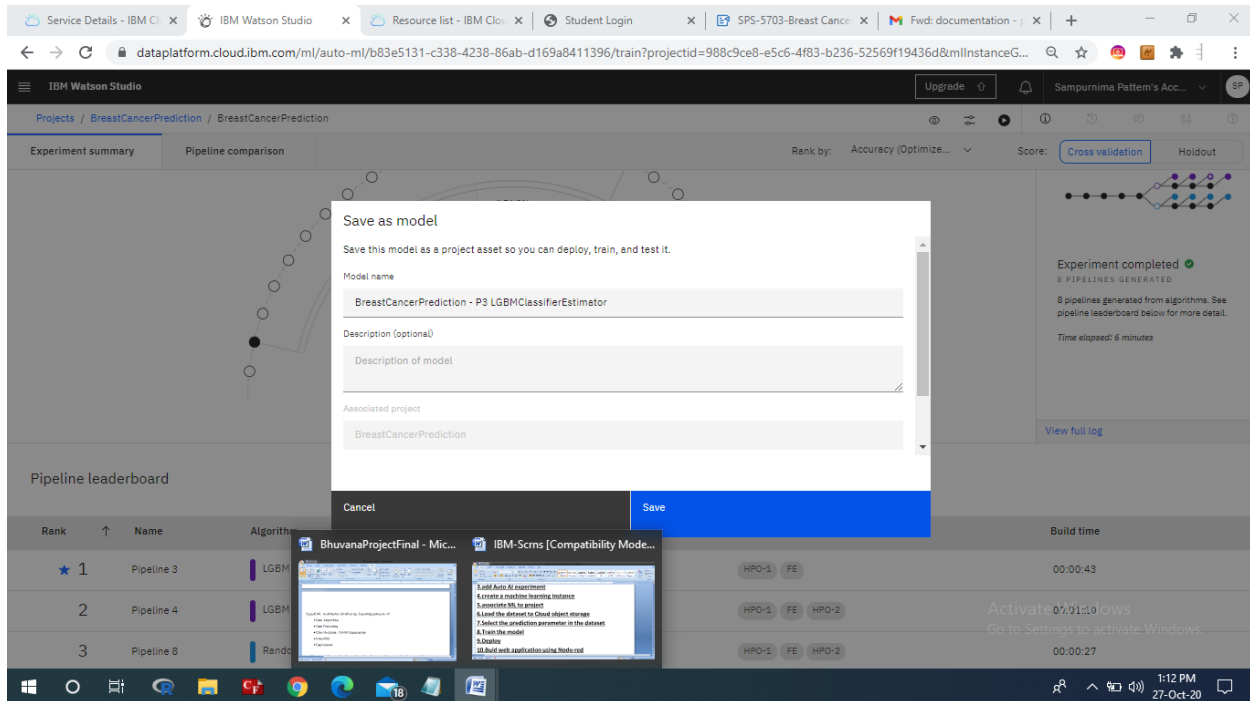 Service Details - IBM Cl
IBM Watson Studio
Resource list - IBM Clou
Student Login
SPS-5703-Breast Cance
Fwd: documentation - p
dataplatform.cloud.ibm.com/ml/auto-ml/b83e5131-c338-4238-86ab-d169a8411396/train?projectid=988c9ce8-e5c6-4f83-b236-52569f19436d&mlInstanceG...
IBM Watson Studio
Upgrade
Sampurnima Pattem's Acc...
SP
Projects / BreastCancerPrediction / BreastCancerPrediction
Experiment summary
Pipeline comparison
Rank by: Accuracy (Optimize...
Score: Cross validation Holdout
Save as model
Save this model as a project asset so you can deploy, train, and test it.
Model name
BreastCancerPrediction - P3 LGBMClassifierEstimator
Description (optional)
Description of model
Associated project
BreastCancerPrediction
Cancel
Save
Experiment completed
8 PIPELINES GENERATED
8 pipelines generated from algorithms. See
pipeline leaderboard below for more detail.
Time elapsed: 6 minutes
View full log
Pipeline leaderboard
Rank Name Algorithm Build time
1 Pipeline 3 LGBM HPO-1 FE 00:00:43
2 Pipeline 4 LGBM HPO-1 FE HPO-2
3 Pipeline 8 Rando HPO-1 FE HPO-2 00:00:27
BhuvanaProjectFinal - Mic...
IBM-Scrns [Compatibility Mode...
3.add Auto AI experiment
4.create a machine learning instance
5.associate ML to project
6.Load the dataset to Cloud object storage
7.Select the prediction parameter in the dataset
8.Train the model
9.Deploy
10.Buld web application using Node-red
Activate Windows
Go to Settings to activate Windows.
18
1:12 PM
27-Oct-20